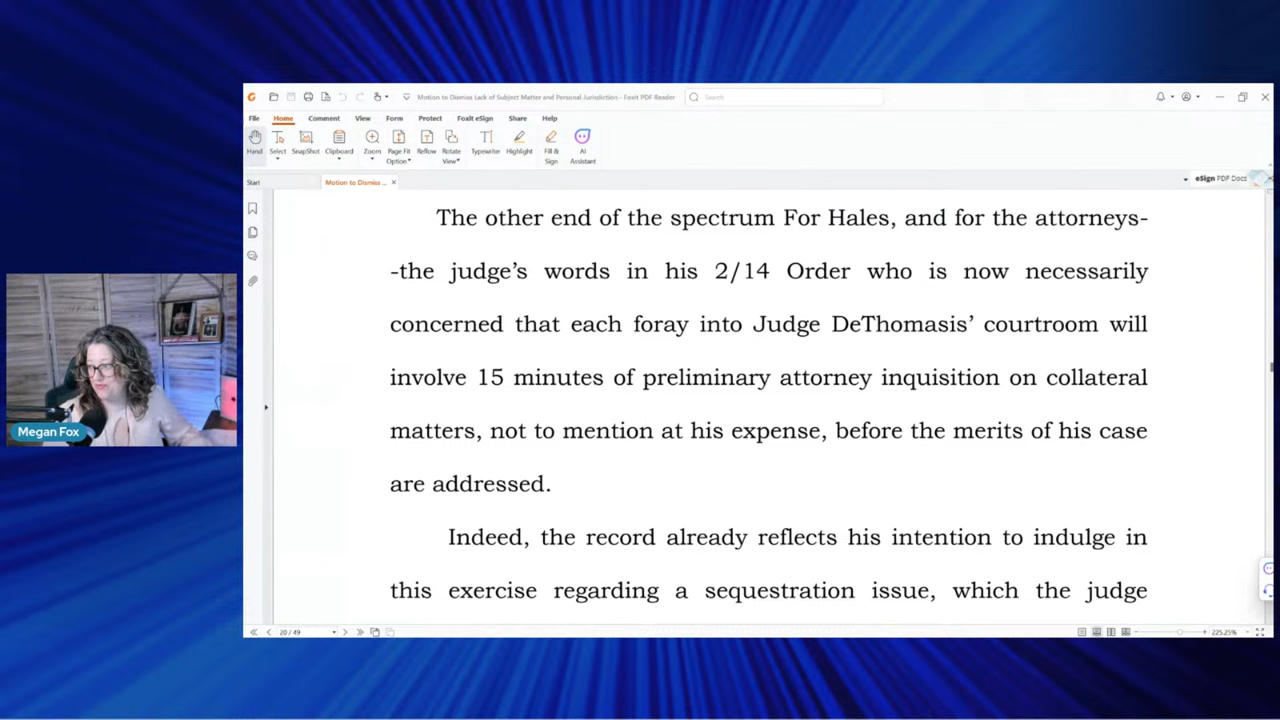 Motion to Dismiss Lack of Subject Matter and Personal Jurisdiction - Foxit PDF Reader
Search
File
Home
Comment
View
Form
Protect
Foxit eSign
Share
Help
Hand
Select
SnapShot
Clipboard
Zoom
Page Fit
Option
Reflow
Rotate
View
Typewriter
Highlight
Fill &
Sign
AI
Assistant
Start
Motion to Dismiss ...
eSign PDF Docs
The other end of the spectrum For Hales, and for the attorneys-
-the judge’s words in his 2/14 Order who is now necessarily
concerned that each foray into Judge DeThomasis’ courtroom will
involve 15 minutes of preliminary attorney inquisition on collateral
matters, not to mention at his expense, before the merits of his case
are addressed.
Indeed, the record already reflects his intention to indulge in
this exercise regarding a sequestration issue, which the judge
Megan Fox
20 / 49
225.25%